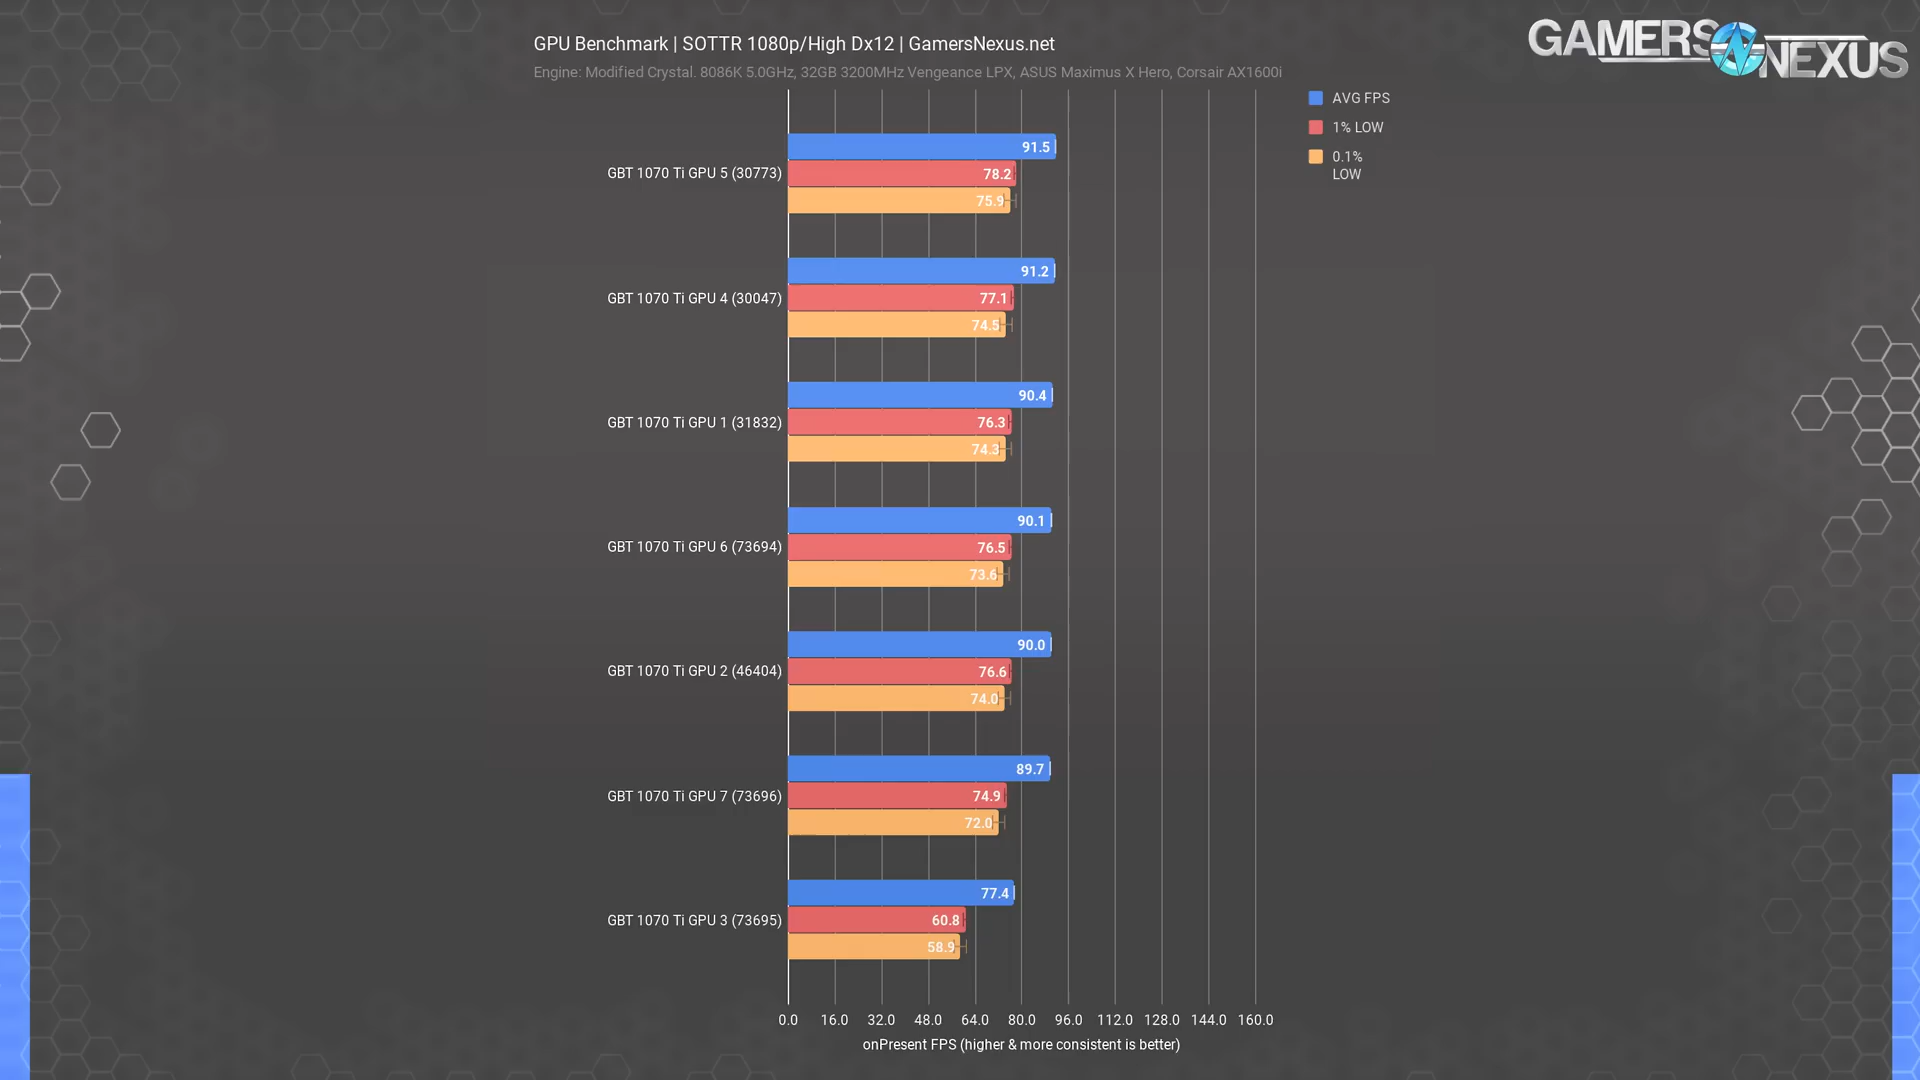 GAMERS NEXUS
GPU Benchmark | SOTTR 1080p/High Dx12 | GamersNexus.net
Engine: Modified Crystal. 8086K 5.0GHz, 32GB 3200MHz Vengeance LPX, ASUS Maximus X Hero, Corsair AX1600i
AVG FPS
1% LOW
0.1%
LOW
91.5
GBT 1070 Ti GPU 5 (30773) 78.2
75.9
91.2
GBT 1070 Ti GPU 4 (30047) 77.1
74.5
90.4
GBT 1070 Ti GPU 1 (31832) 76.3
74.3
90.1
GBT 1070 Ti GPU 6 (73694) 76.5
73.6
90.0
GBT 1070 Ti GPU 2 (46404) 76.6
74.0
89.7
GBT 1070 Ti GPU 7 (73696) 74.9
72.0
77.4
GBT 1070 Ti GPU 3 (73695) 60.8
58.9
0.0 16.0 32.0 48.0 64.0 80.0 96.0 112.0 128.0 144.0 160.0
onPresent FPS (higher & more consistent is better)